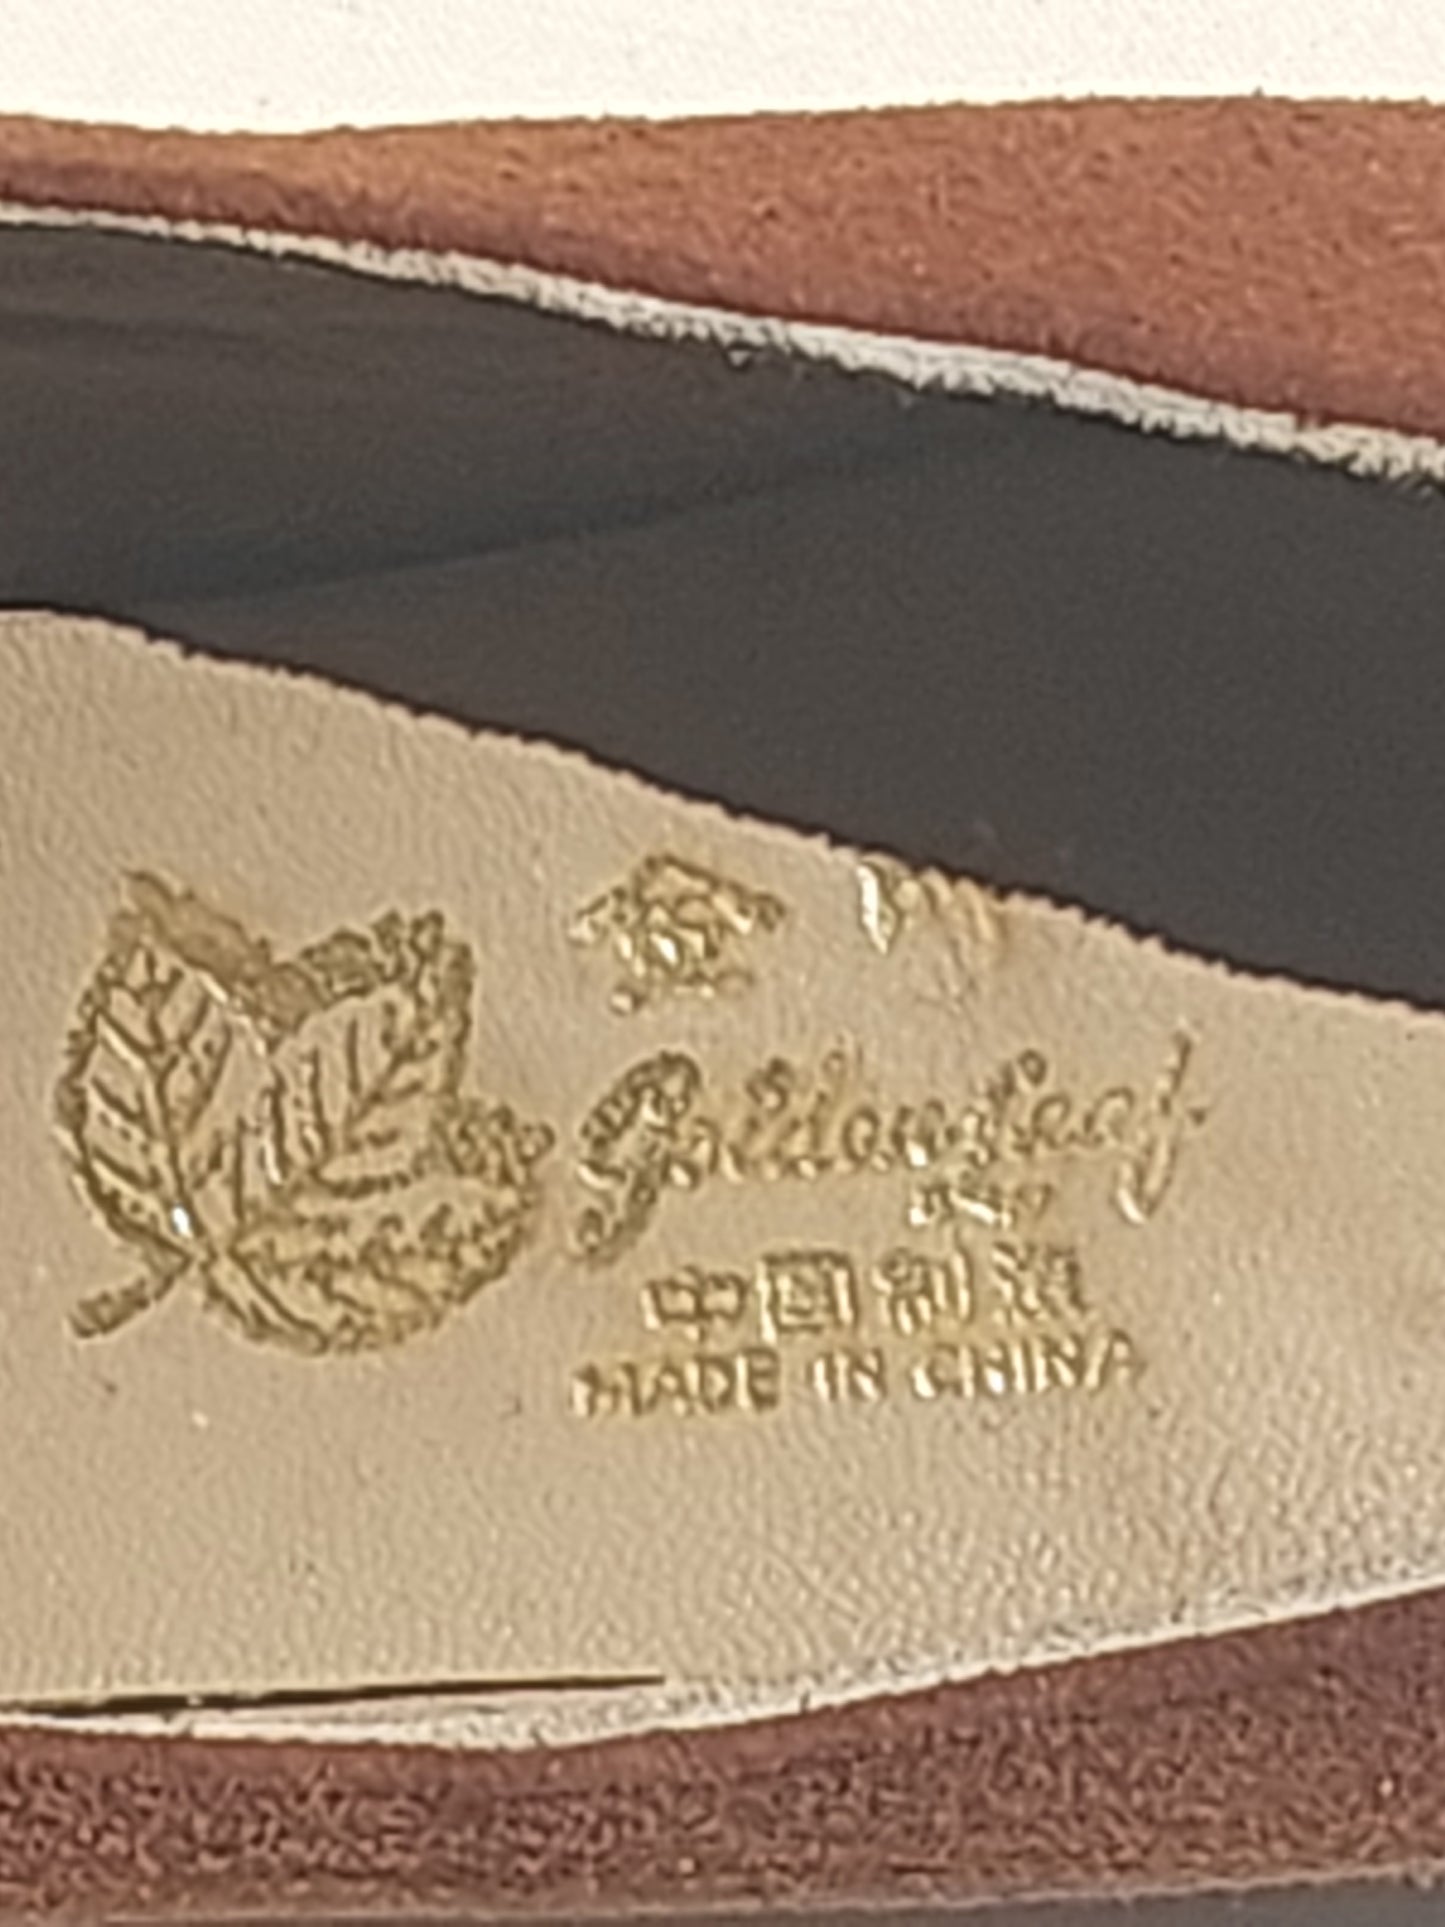 Goldenleaf
中国制造
MADE IN CHINA